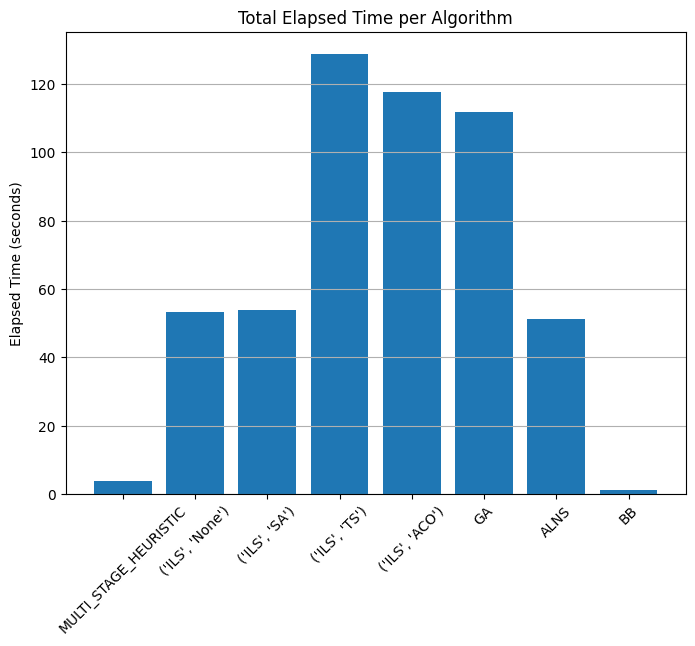 Total Elapsed Time per Algorithm
Elapsed Time (seconds)
120
100
80
60
40
20
0
MULTI_STAGE_HEURISTIC
('ILS', 'None')
('ILS', 'SA')
('ILS', 'TS')
('ILS', 'ACO')
GA
ALNS
BB